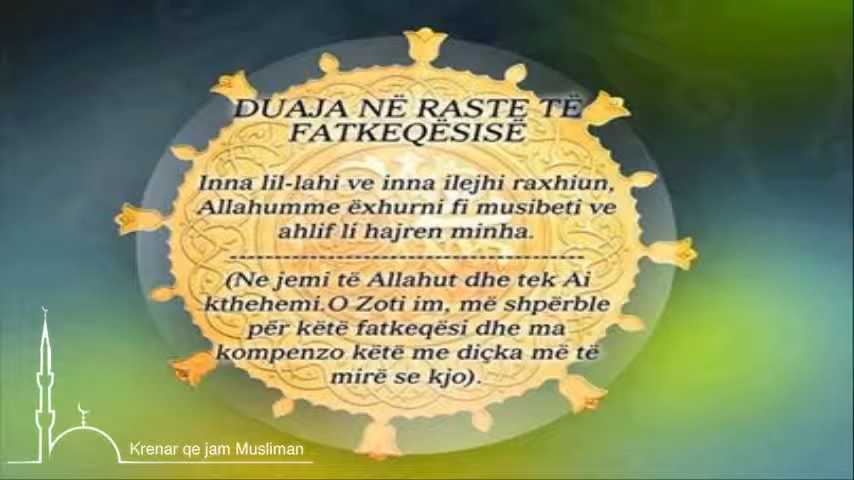 DUAJA NË RASTE TË
FATKEQËSISË
Inna lil-lahi ve inna ilejhi raxhiun,
Allahumme ëxhurni fi musibeti ve
ahlif li hajren minha.
----------------------------------------
(Ne jemi të Allahut dhe tek Ai
kthehemi.O Zoti im, më shpërble
për këtë fatkeqësi dhe ma
kompenzo këtë me diçka më të
mirë se kjo).
Krenar qe jam Musliman